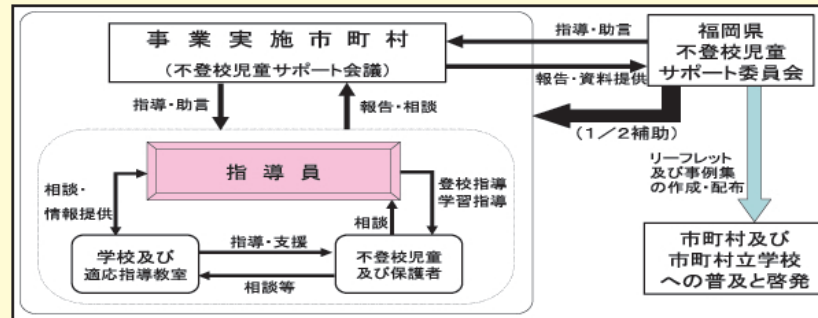 事業実施市町村
(不登校児童サポート会議)
指導・助言
報告・資料提供
福岡県
不登校児童
サポート委員会
指導・助言
報告・相談
(1/2補助)
リーフレット
及び事例集
の作成・配布
指導員
相談・
情報提供
登校指導
学習指導
相談
学校及び
適応指導教室
指導・支援
相談等
不登校児童
及び保護者
市町村及び
市町村立学校
への普及と啓発